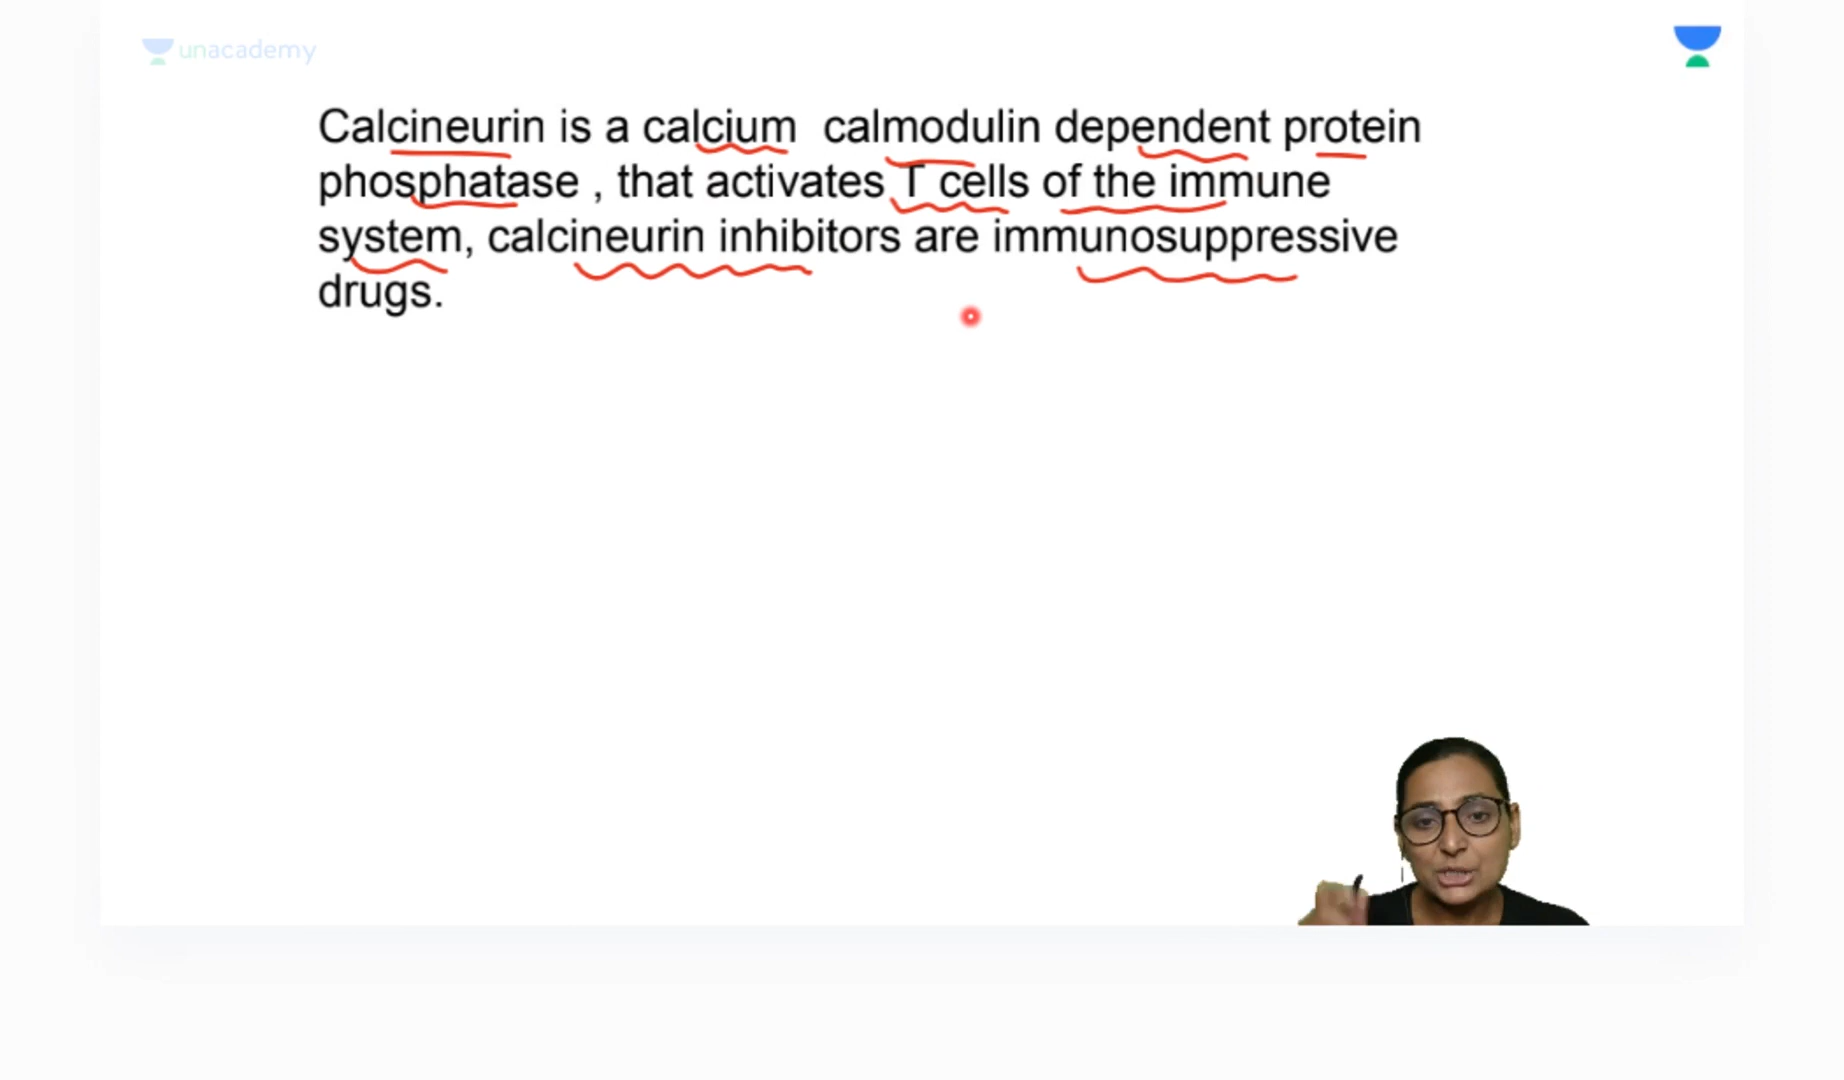 unacademy
Calcineurin is a calcium calmodulin dependent protein
phosphatase , that activates T cells of the immune
system, calcineurin inhibitors are immunosuppressive
drugs.